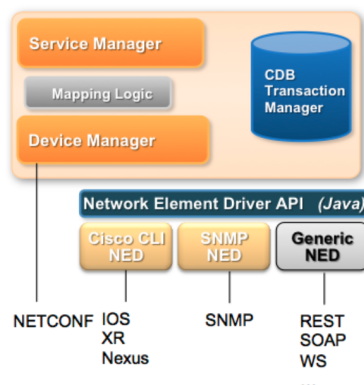 Service Manager
Mapping Logic
Device Manager
CDB
Transaction
Manager
Network Element Driver API (Java)
Cisco CLI
NED
SNMP
NED
Generic
NED
NETCONF
IOS
XR
Nexus
SNMP
REST
SOAP
WS
...